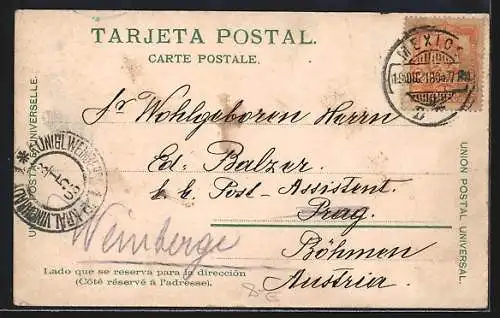 TARJETA POSTAL.
CARTE POSTALE.
UNION POSTALE UNIVERSELLE.
UNION POSTAL UNIVERSAL.
MEXICO
D
Sr Wohlgeboren Herrn
Ed. Balzer.
k. k. Post-Assistent.
Prag.
Weinberge
Böhmen
Austria.
Lado que se reserva para la dirección
(Côté réservé à l'adresse).